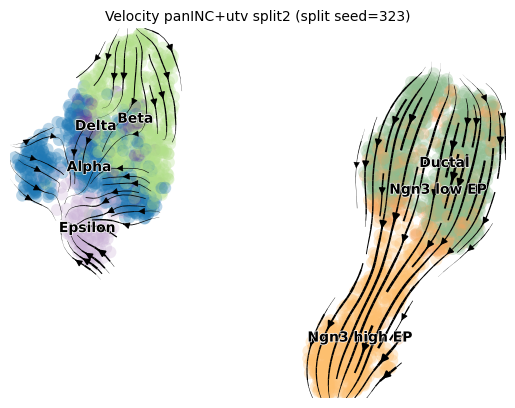 Velocity panINC+utv split2 (split seed=323)
Beta
Delta
Ductal
Alpha
Ngn3 low EP
Epsilon
Ngn3 high EP